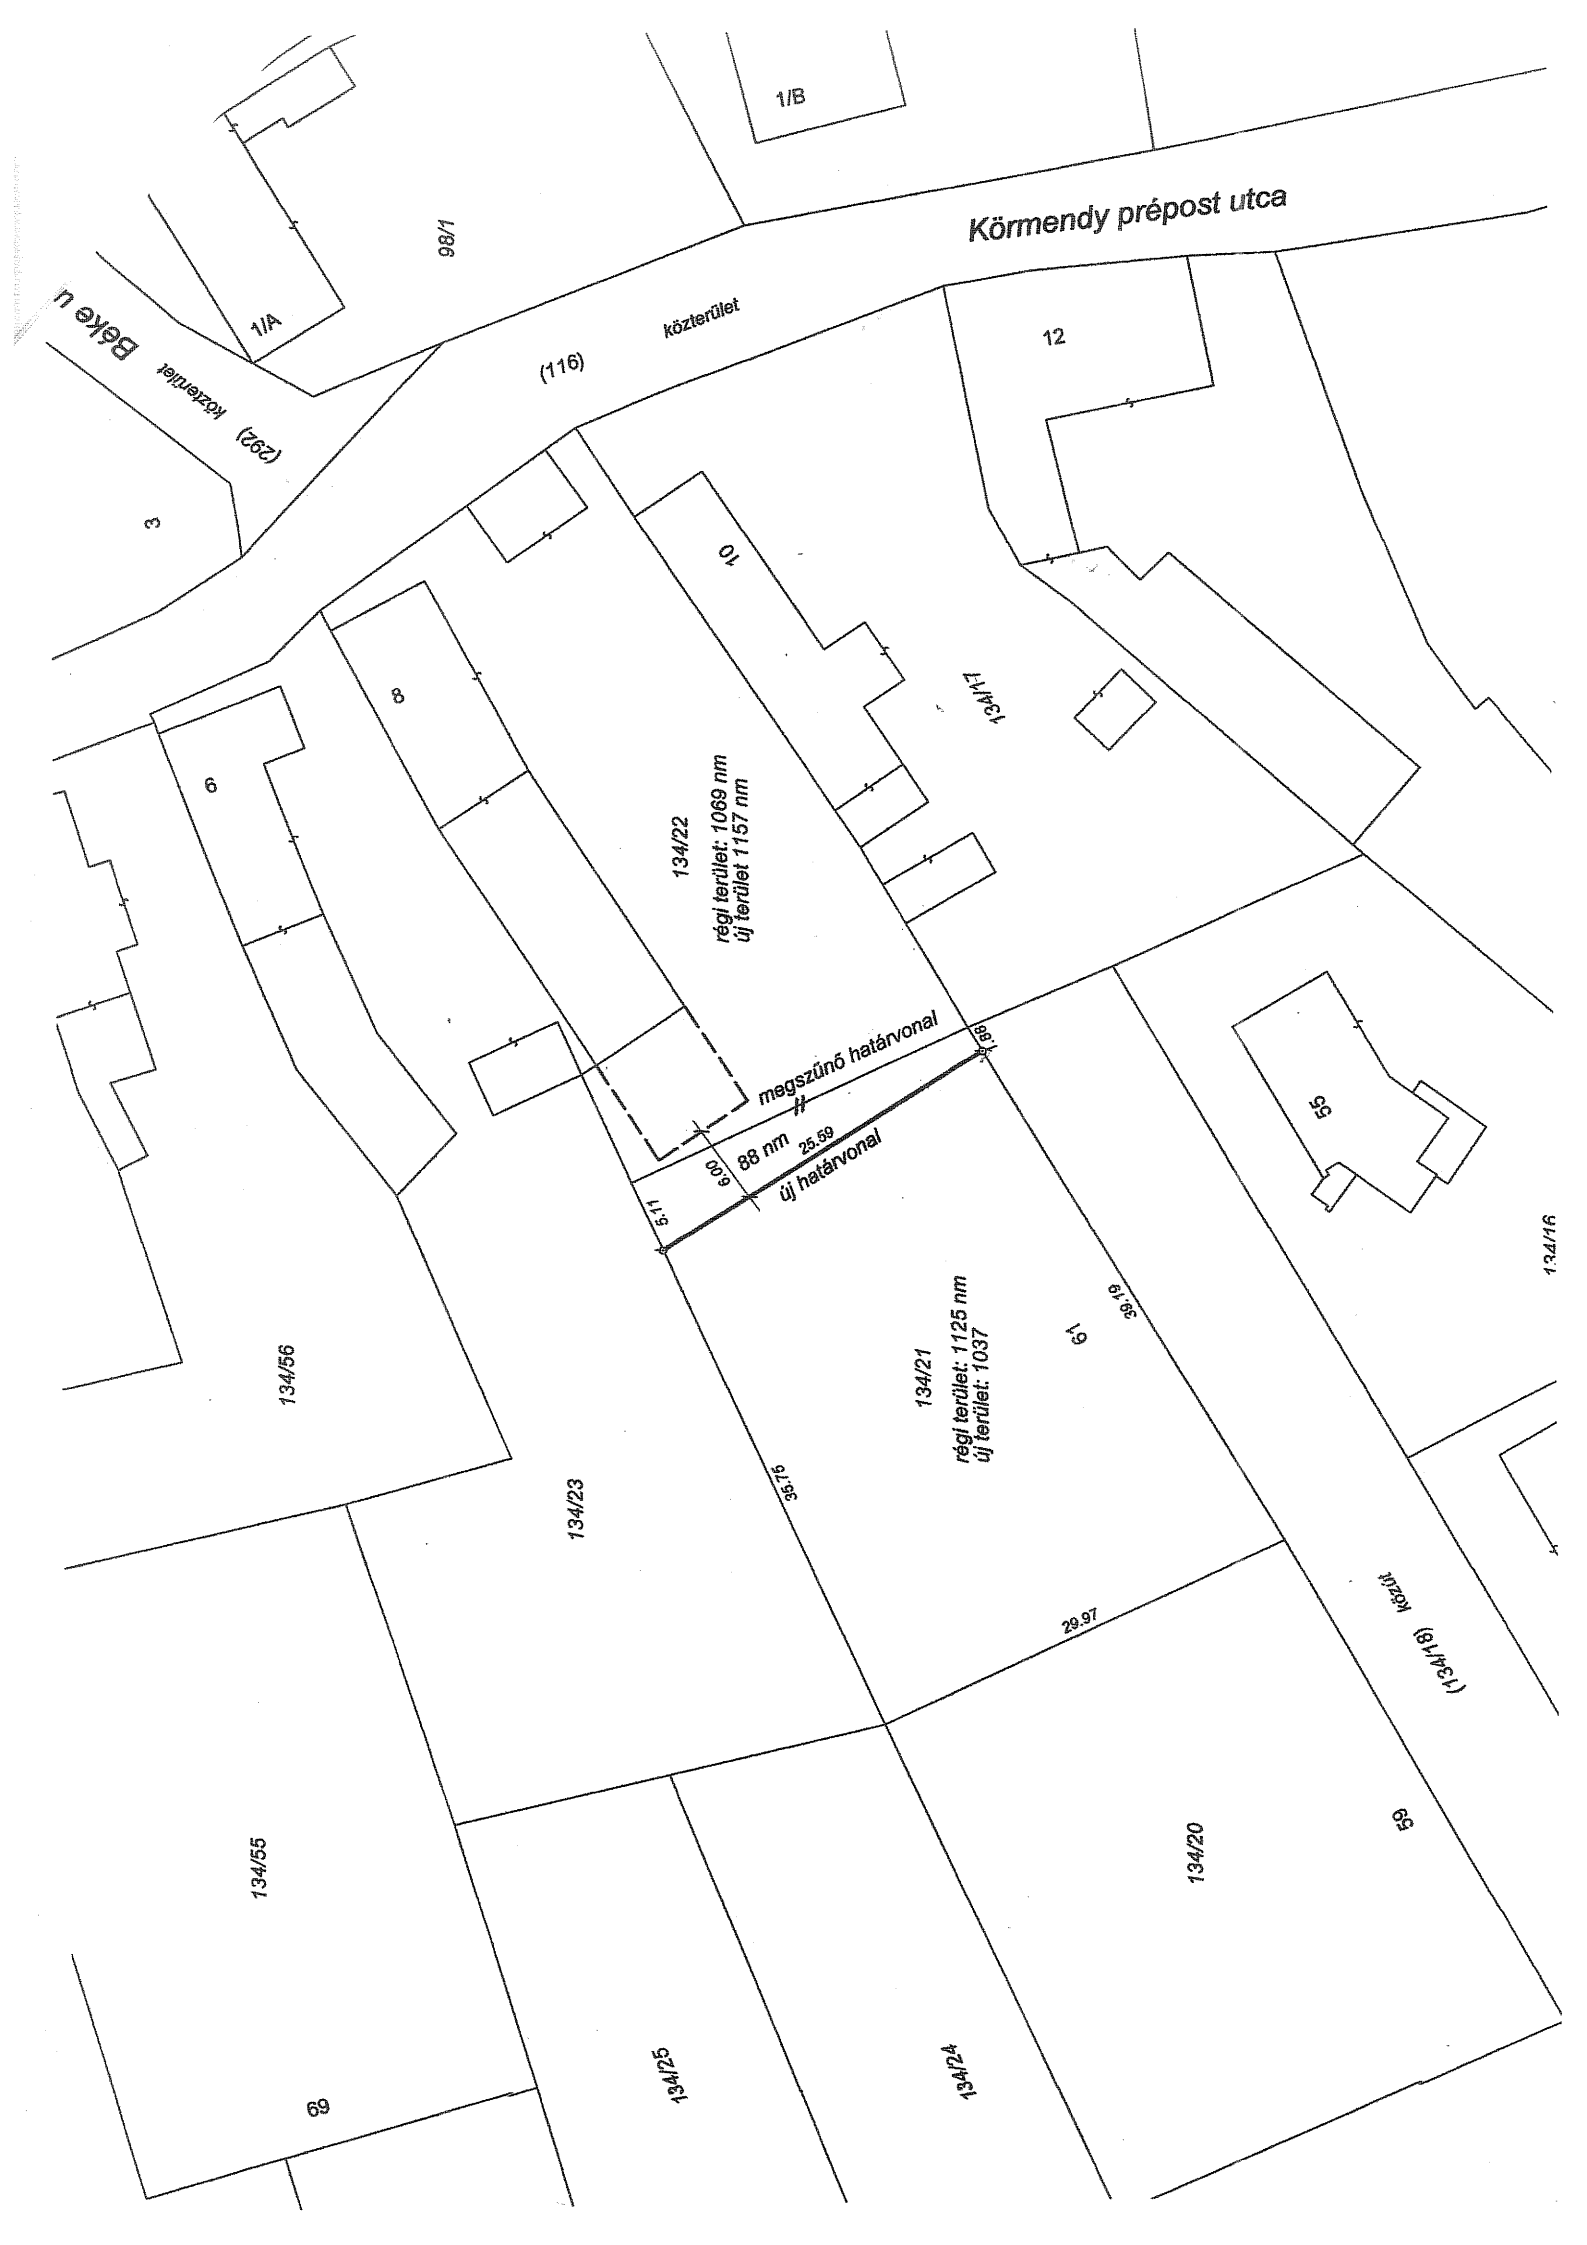 1/B
Körmendy prépost utca
98/1
1/A
Béke u
közterület
(292)
közterület
(116)
12
3
10
8
6
134/17
134/22
régi terület: 1069 nm
új terület 1157 nm
megszűnő határvonal
1.88
88 nm
25.59
6.00
új határvonal
5.11
55
134/16
134/21
régi terület: 1125 nm
új terület: 1037
61
39.19
134/56
134/23
35.75
29.97
(134/18) közút
134/55
134/20
59
69
134/25
134/24